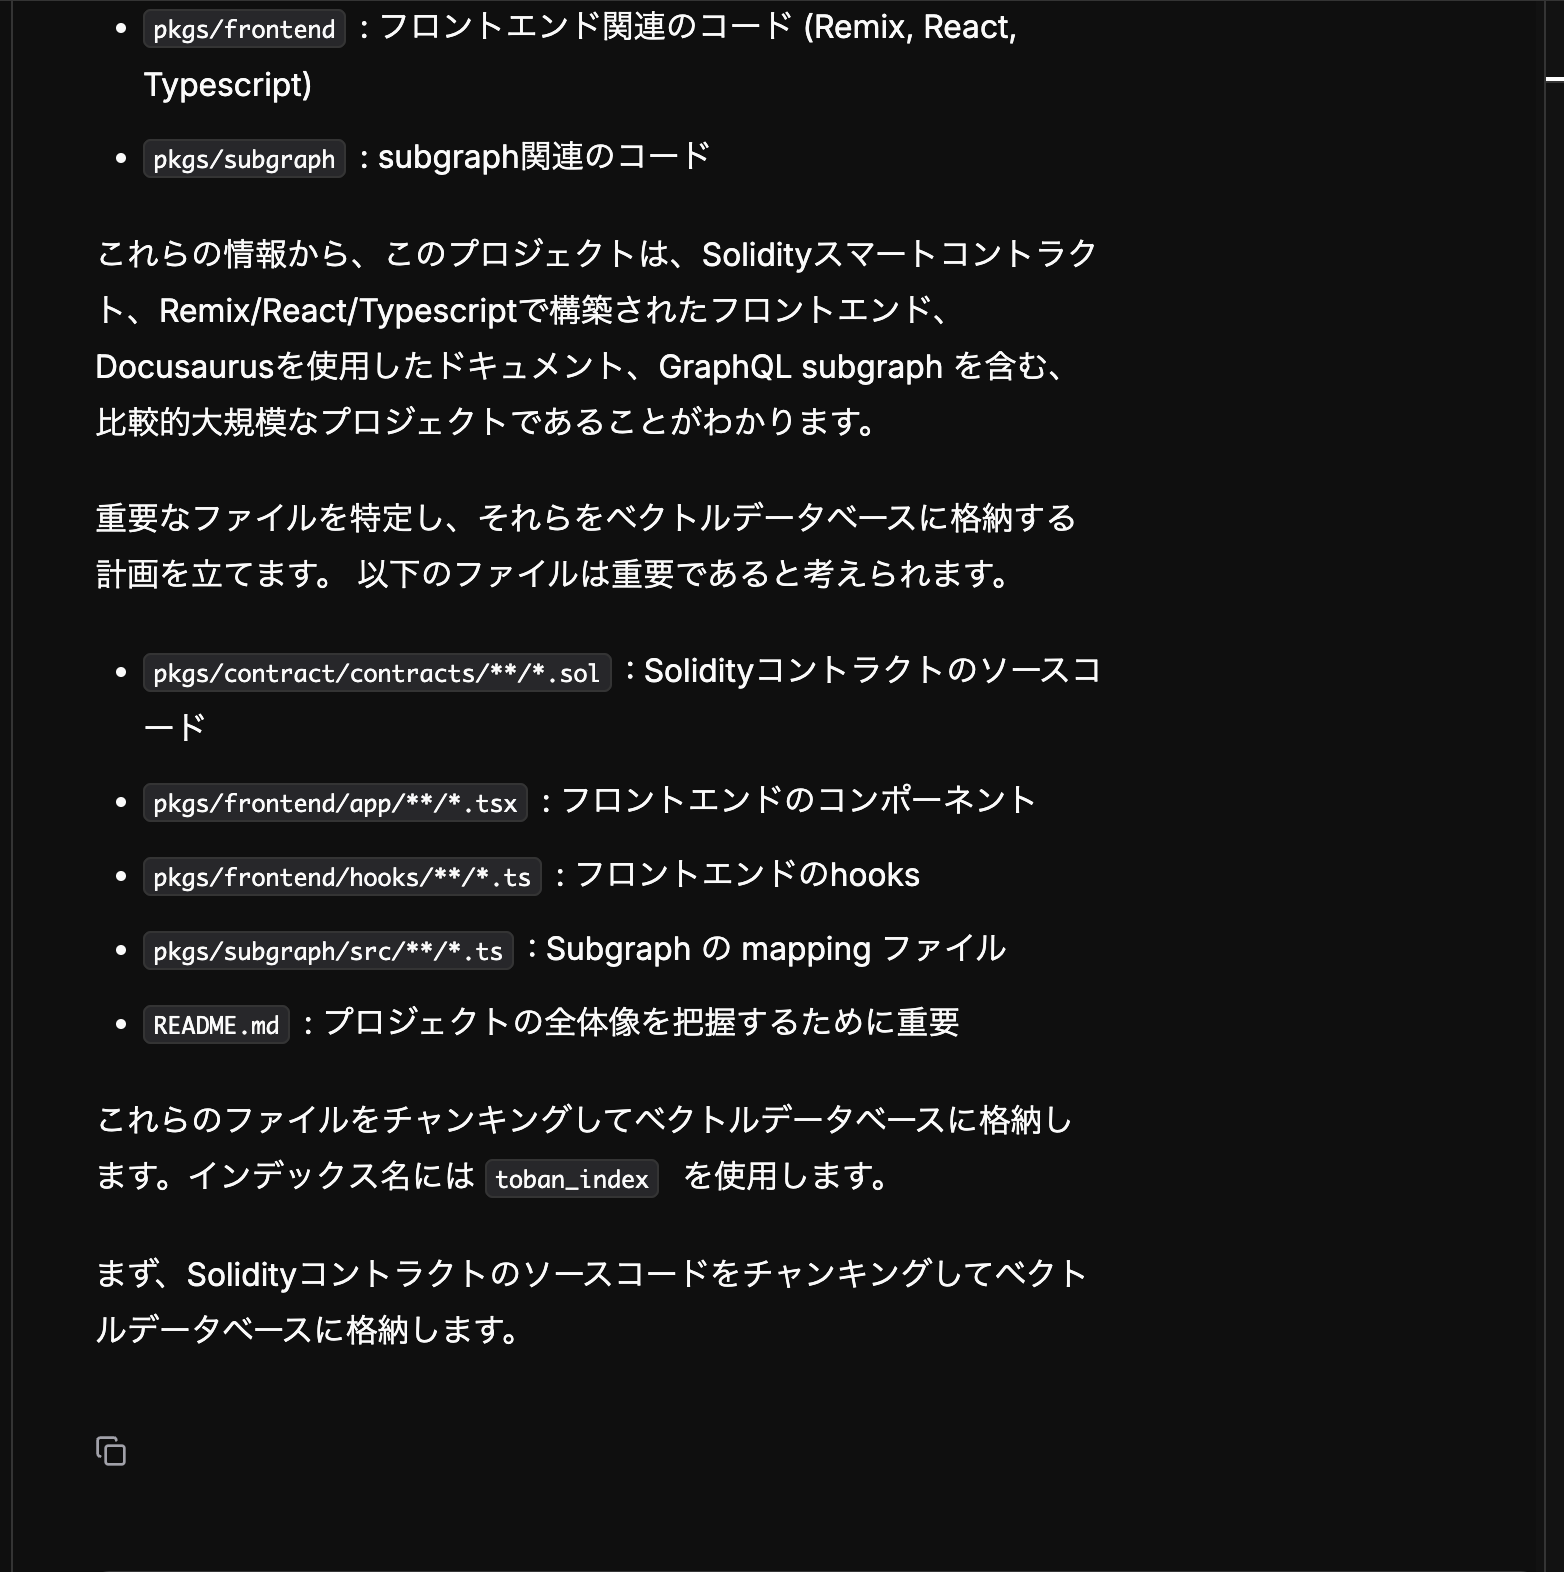 • pkgs/frontend : フロントエンド関連のコード (Remix, React,
Typescript)
• pkgs/subgraph : subgraph関連のコード
これらの情報から、このプロジェクトは、Solidityスマートコントラク
ト、Remix/React/Typescriptで構築されたフロントエンド、
Docusaurusを使用したドキュメント、GraphQL subgraph を含む、
比較的大規模なプロジェクトであることがわかります。
重要なファイルを特定し、それらをベクトルデータベースに格納する
計画を立てます。 以下のファイルは重要であると考えられます。
• pkgs/contract/contracts/**/*.sol : Solidityコントラクトのソースコ
ード
• pkgs/frontend/app/**/*.tsx : フロントエンドのコンポーネント
• pkgs/frontend/hooks/**/*.ts : フロントエンドのhooks
• pkgs/subgraph/src/**/*.ts : Subgraph の mapping ファイル
• README.md : プロジェクトの全体像を把握するために重要
これらのファイルをチャンキングしてベクトルデータベースに格納し
ます。インデックス名には toban_index を使用します。
まず、Solidityコントラクトのソースコードをチャンキングしてベクト
ルデータベースに格納します。